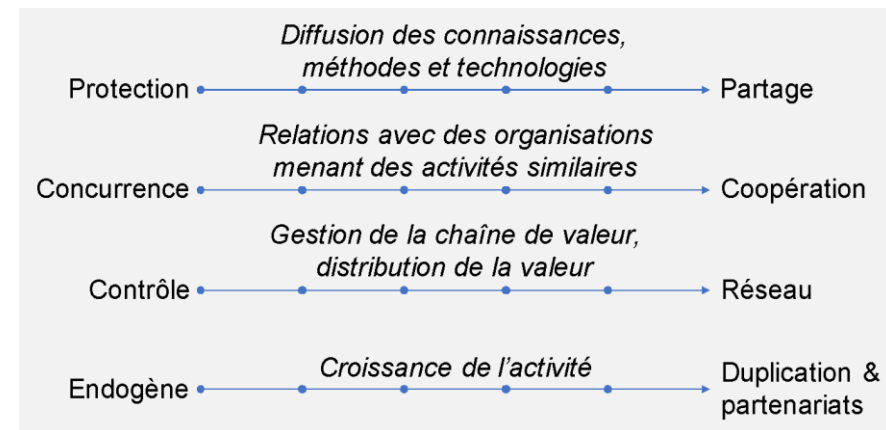 Diffusion des connaissances,
méthodes et technologies
Protection
Partage
Relations avec des organisations
menant des activités similaires
Concurrence
Coopération
Gestion de la chaîne de valeur,
distribution de la valeur
Contrôle
Réseau
Croissance de l’activité
Endogène
Duplication &
partenariats